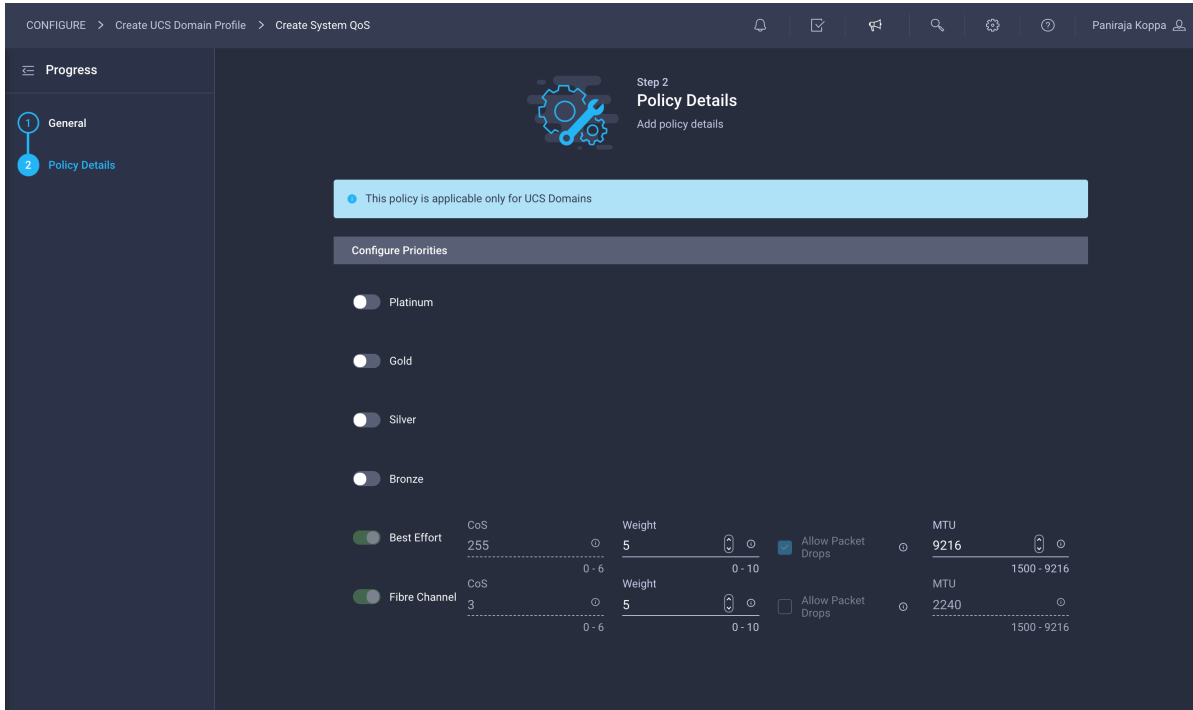 CONFIGURE > Create UCS Domain Profile > Create System QoS
Paniraja Koppa
Progress
1 General
2 Policy Details
Step 2
Policy Details
Add policy details
This policy is applicable only for UCS Domains
Configure Priorities
Platinum
Gold
Silver
Bronze
Best Effort
CoS
255
0 - 6
Weight
5
0 - 10
Allow Packet
Drops
MTU
9216
1500 - 9216
Fibre Channel
CoS
3
0 - 6
Weight
5
0 - 10
Allow Packet
Drops
MTU
2240
1500 - 9216